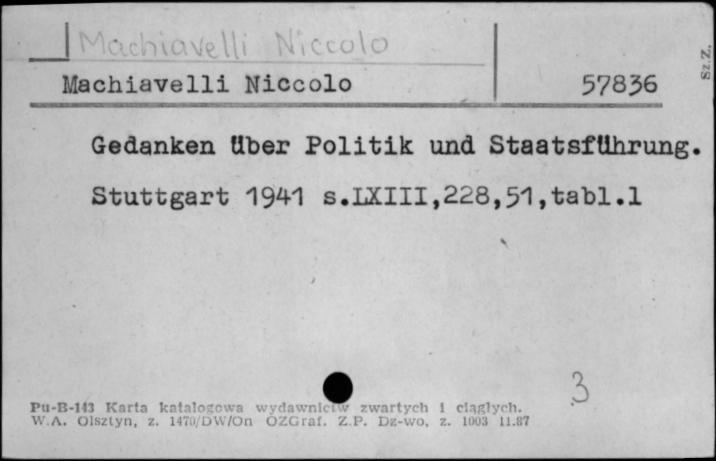 Machiavelli Niccolo
Machiavelli Niccolo 57836
Sz.Z.
Gedanken über Politik und Staatsführung.
Stuttgart 1941 s.LXIII,228,51,tabl.1
3
Pu-B-143 Karta katalogowa wydawnictw zwartych i ciągłych.
W.A. Olsztyn, z. 1470/DW/On OZGraf. Z.P. Dz-wo, z. 1003 11.87